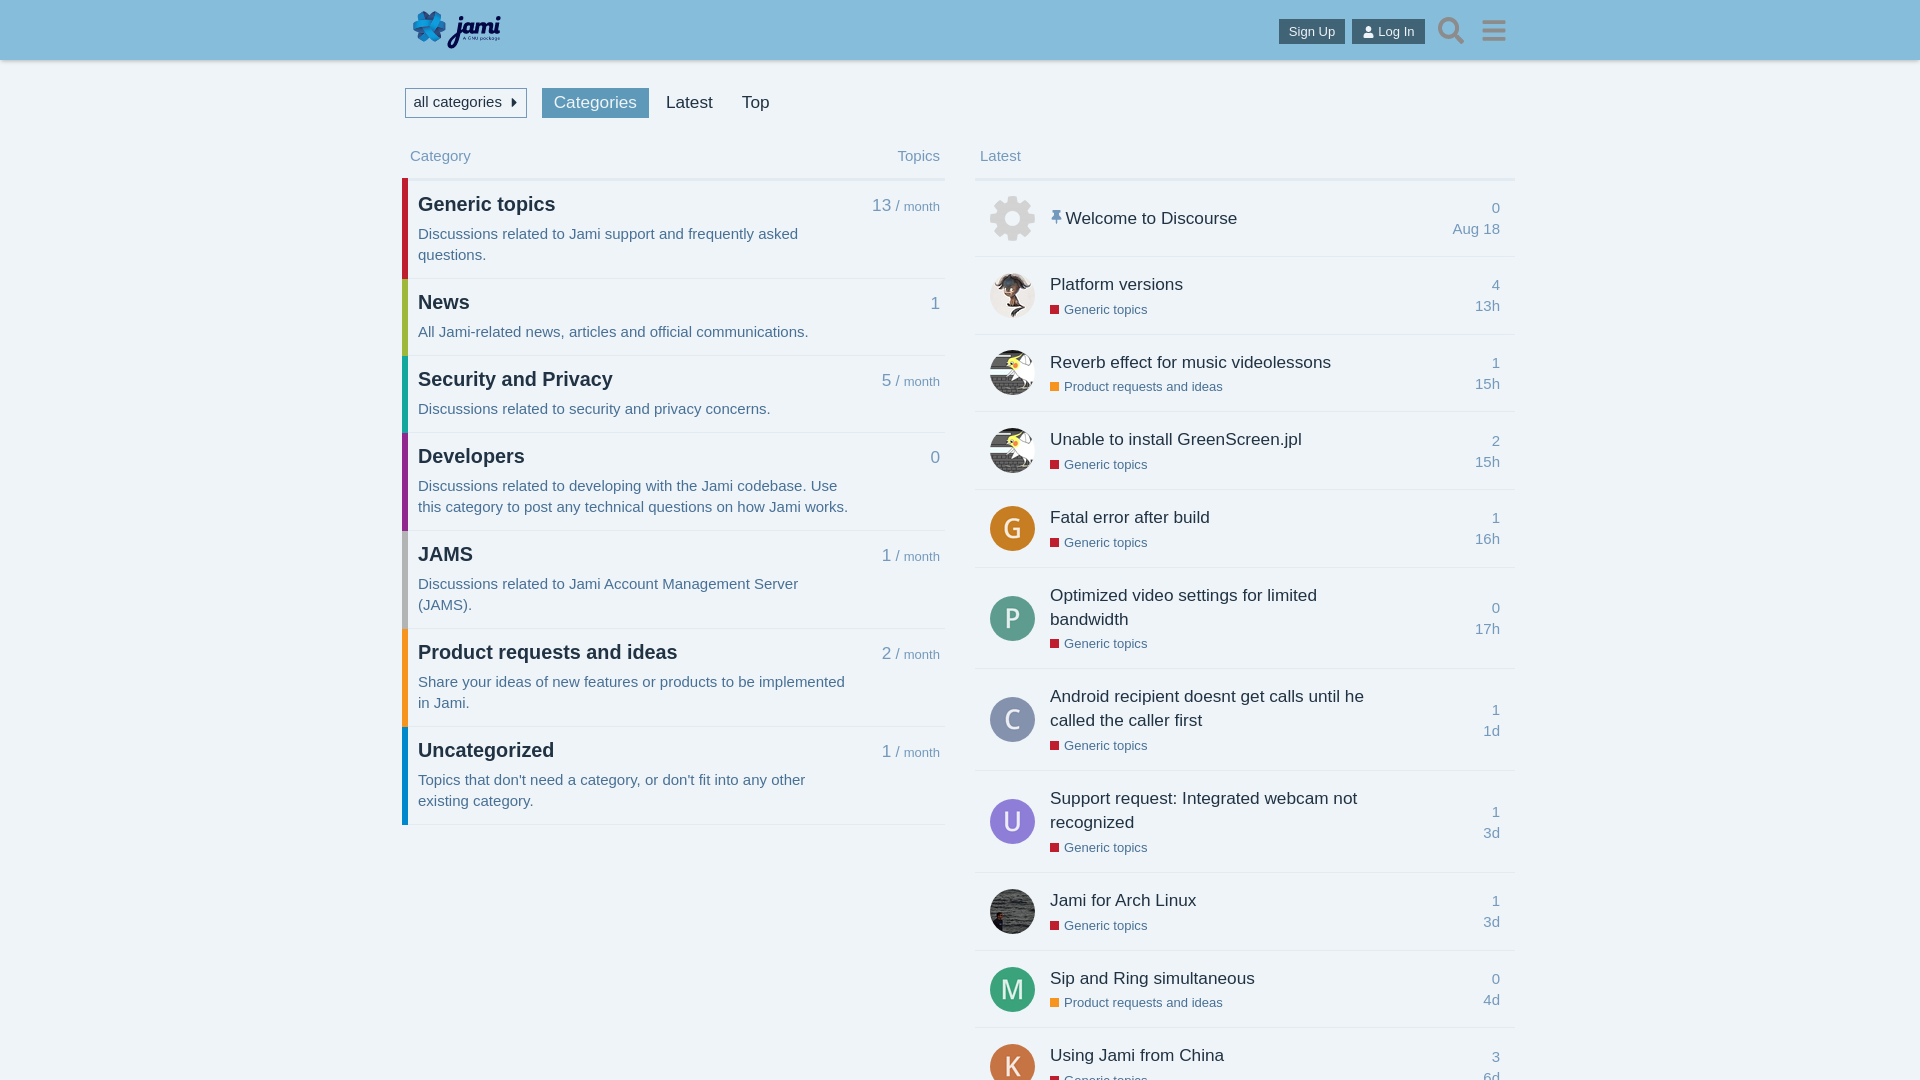 jami
A GNU package
Sign Up
Log In
all categories
Categories
Latest
Top
Category
Topics
Generic topics
13 / month
Discussions related to Jami support and frequently asked
questions.
News
1
All Jami-related news, articles and official communications.
Security and Privacy
5 / month
Discussions related to security and privacy concerns.
Developers
0
Discussions related to developing with the Jami codebase. Use
this category to post any technical questions on how Jami works.
JAMS
1 / month
Discussions related to Jami Account Management Server
(JAMS).
Product requests and ideas
2 / month
Share your ideas of new features or products to be implemented
in Jami.
Uncategorized
1 / month
Topics that don't need a category, or don't fit into any other
existing category.
Latest
Welcome to Discourse
0
Aug 18
Platform versions
Generic topics
4
13h
Reverb effect for music videolessons
Product requests and ideas
1
15h
Unable to install GreenScreen.jpl
Generic topics
2
15h
G
Fatal error after build
Generic topics
1
16h
P
Optimized video settings for limited
bandwidth
Generic topics
0
17h
C
Android recipient doesnt get calls until he
called the caller first
Generic topics
1
1d
U
Support request: Integrated webcam not
recognized
Generic topics
1
3d
Jami for Arch Linux
Generic topics
1
3d
M
Sip and Ring simultaneous
Product requests and ideas
0
4d
K
Using Jami from China
Generic topics
3
6d